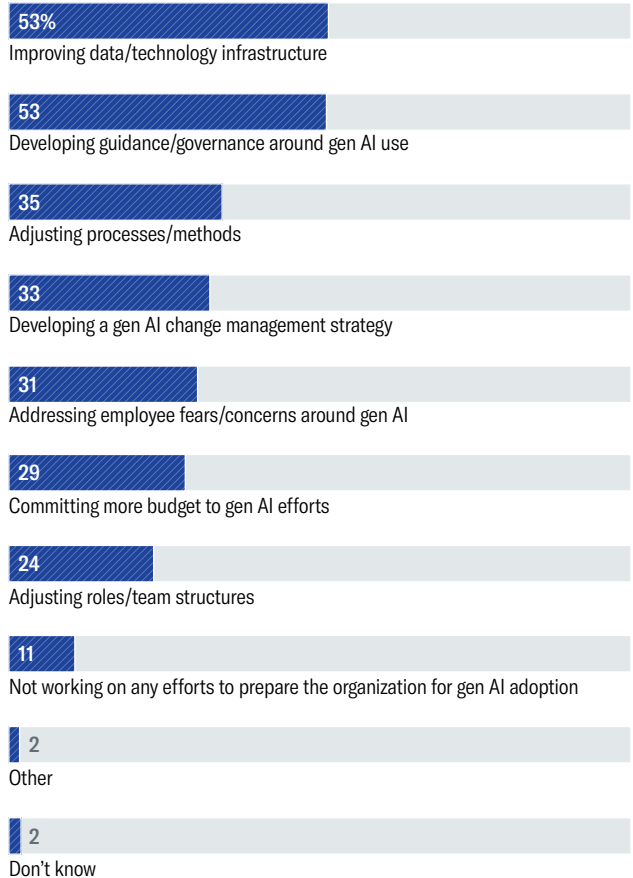 53%
Improving data/technology infrastructure
53
Developing guidance/governance around gen AI use
35
Adjusting processes/methods
33
Developing a gen AI change management strategy
31
Addressing employee fears/concerns around gen AI
29
Committing more budget to gen AI efforts
24
Adjusting roles/team structures
11
Not working on any efforts to prepare the organization for gen AI adoption
2
Other
2
Don’t know